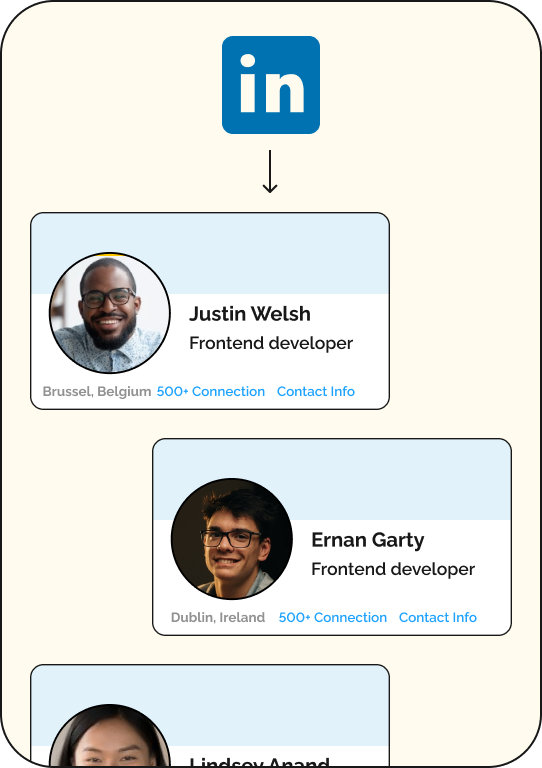 in
Justin Welsh
Frontend developer
Brussel, Belgium 500+ Connection Contact Info
Ernan Garty
Frontend developer
Dublin, Ireland 500+ Connection Contact Info
Lindsey Anand